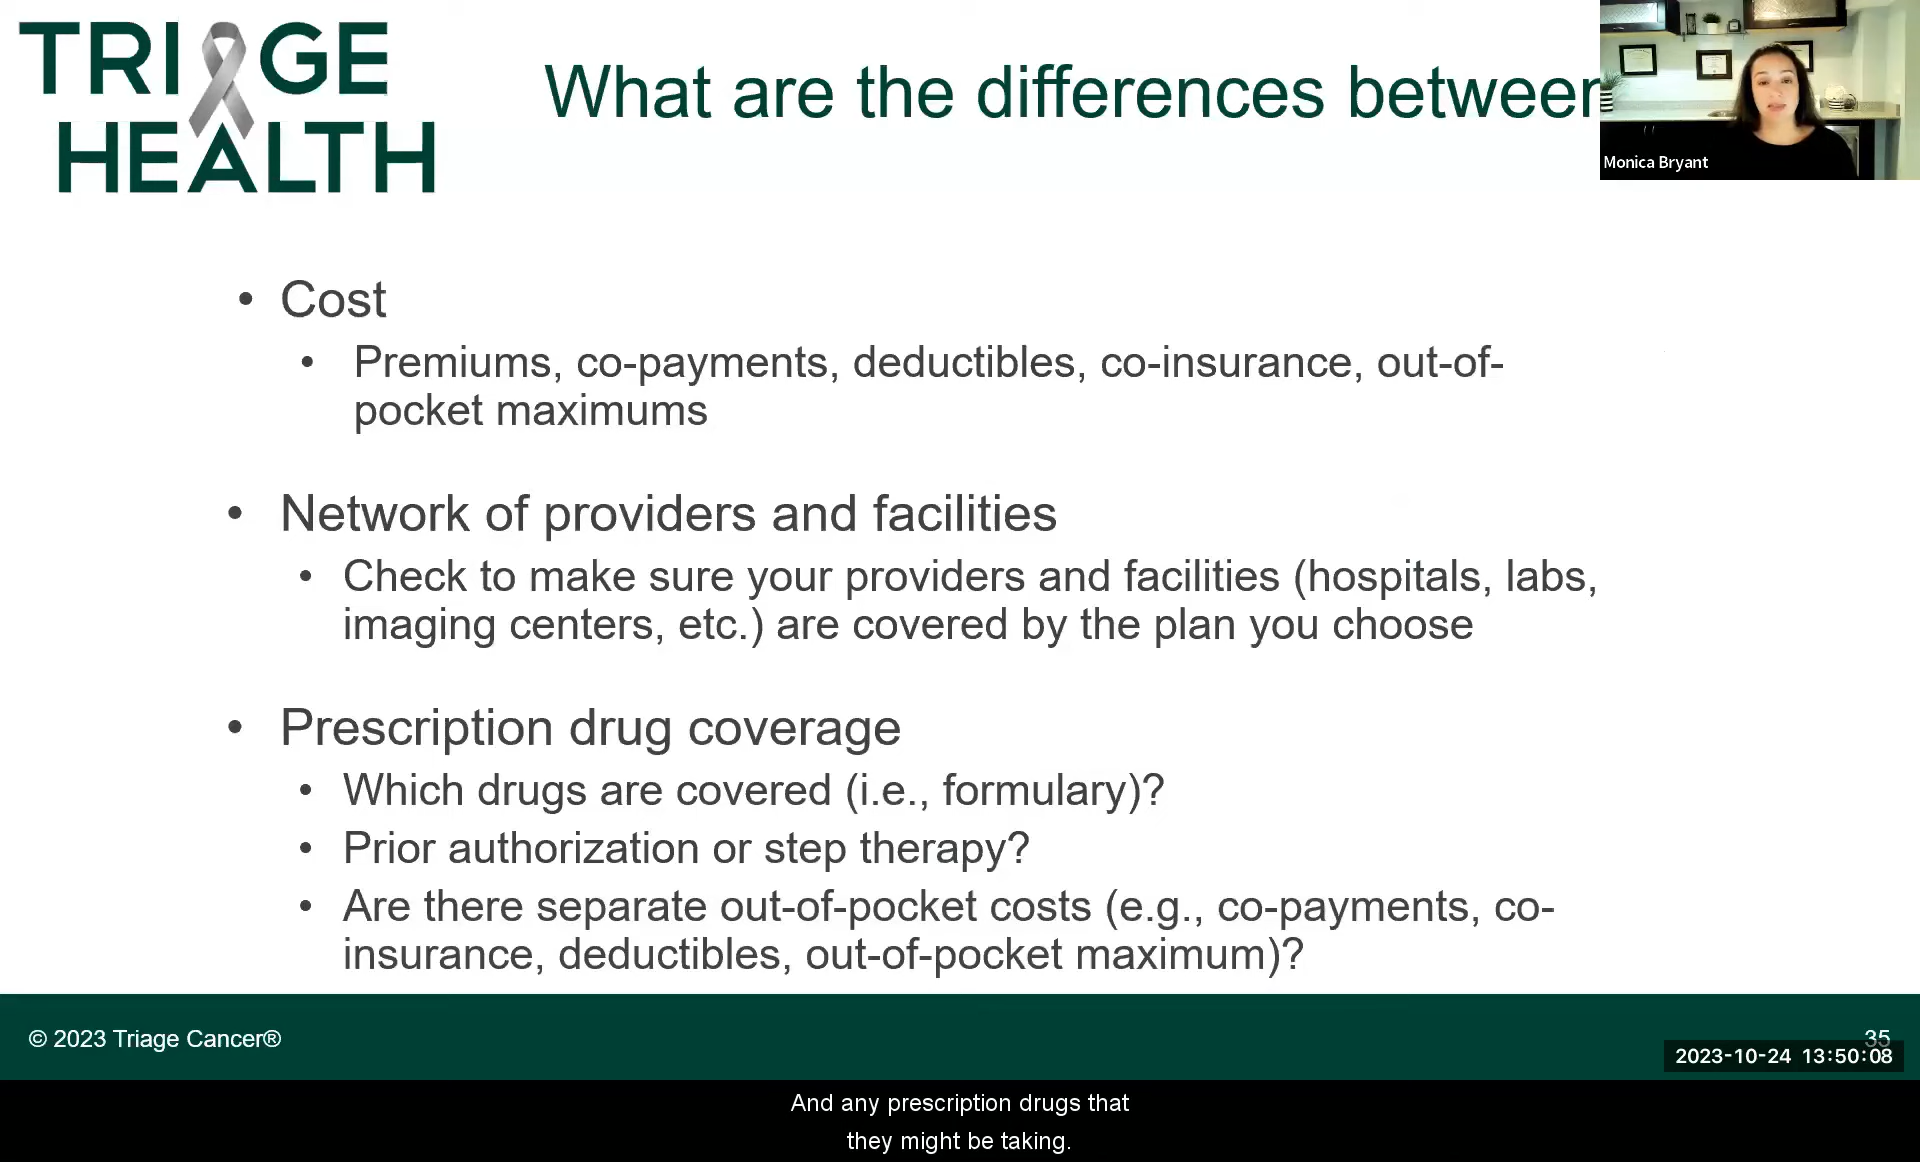 TRIAGE
HEALTH
What are the differences between
Monica Bryant
• Cost
• Premiums, co-payments, deductibles, co-insurance, out-of-
pocket maximums
• Network of providers and facilities
• Check to make sure your providers and facilities (hospitals, labs,
imaging centers, etc.) are covered by the plan you choose
• Prescription drug coverage
• Which drugs are covered (i.e., formulary)?
• Prior authorization or step therapy?
• Are there separate out-of-pocket costs (e.g., co-payments, co-
insurance, deductibles, out-of-pocket maximum)?
© 2023 Triage Cancer®
35
2023-10-24 13:50:08
And any prescription drugs that
they might be taking.